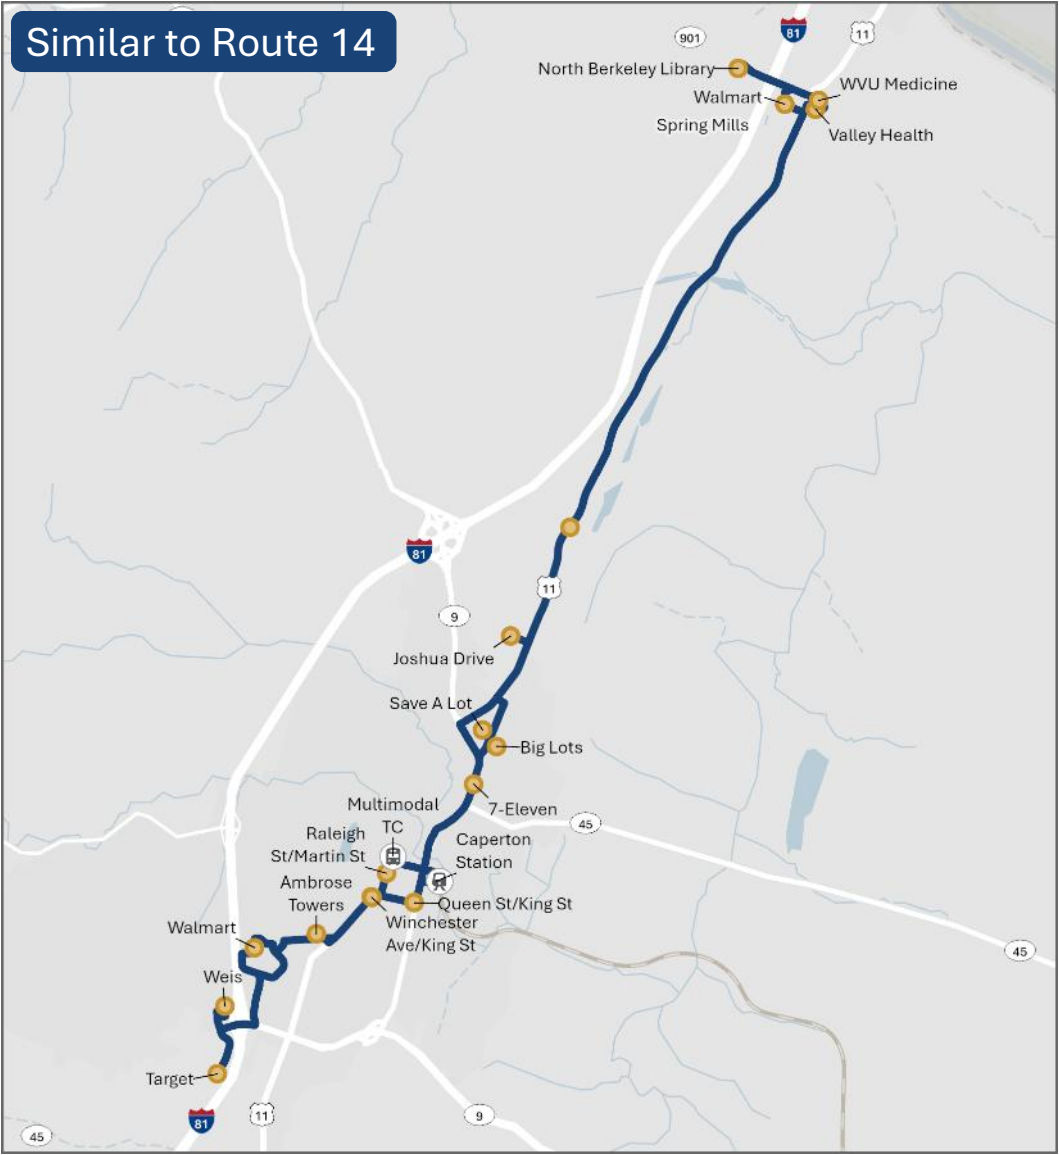 Similar to Route 14
901
81
11
North Berkeley Library
WVU Medicine
Walmart
Spring Mills
Valley Health
81
11
9
Joshua Drive
Save A Lot
Big Lots
7-Eleven
Multimodal
TC
45
Raleigh
St/Martin St
Caperton
Station
Ambrose
Towers
Queen St/King St
Winchester
Ave/King St
Walmart
45
Weis
Target
81
11
9
45